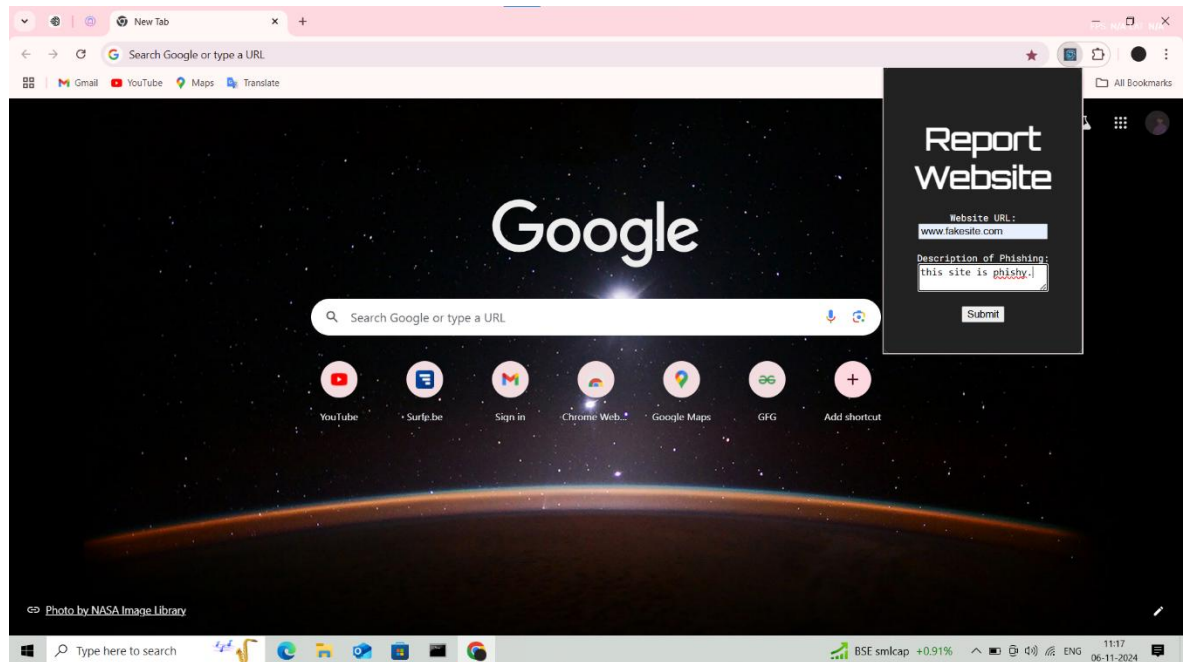 New Tab
Search Google or type a URL
Gmail YouTube Maps Translate All Bookmarks
Report
Website
Website URL:
www.fakesite.com
Description of Phishing:
this site is phishy.
Submit
Google
Search Google or type a URL
YouTube Surfe.be Sign in Chrome Web... Google Maps GFG Add shortcut
Photo by NASA Image Library
Type here to search BSE smlcap +0.91% ENG 11:17
06-11-2024